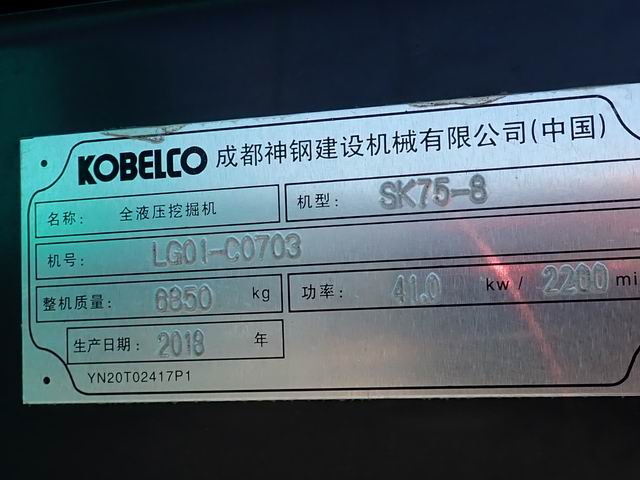 KOBELCO 成都神钢建设机械有限公司(中国)
名称: 全液压挖掘机 机型: SK75-8
机号: LG01-C0703
整机质量: 6850 kg 功率: 41.0 kw / 2200 mi
生产日期: 2018 年
YN20T02417P1